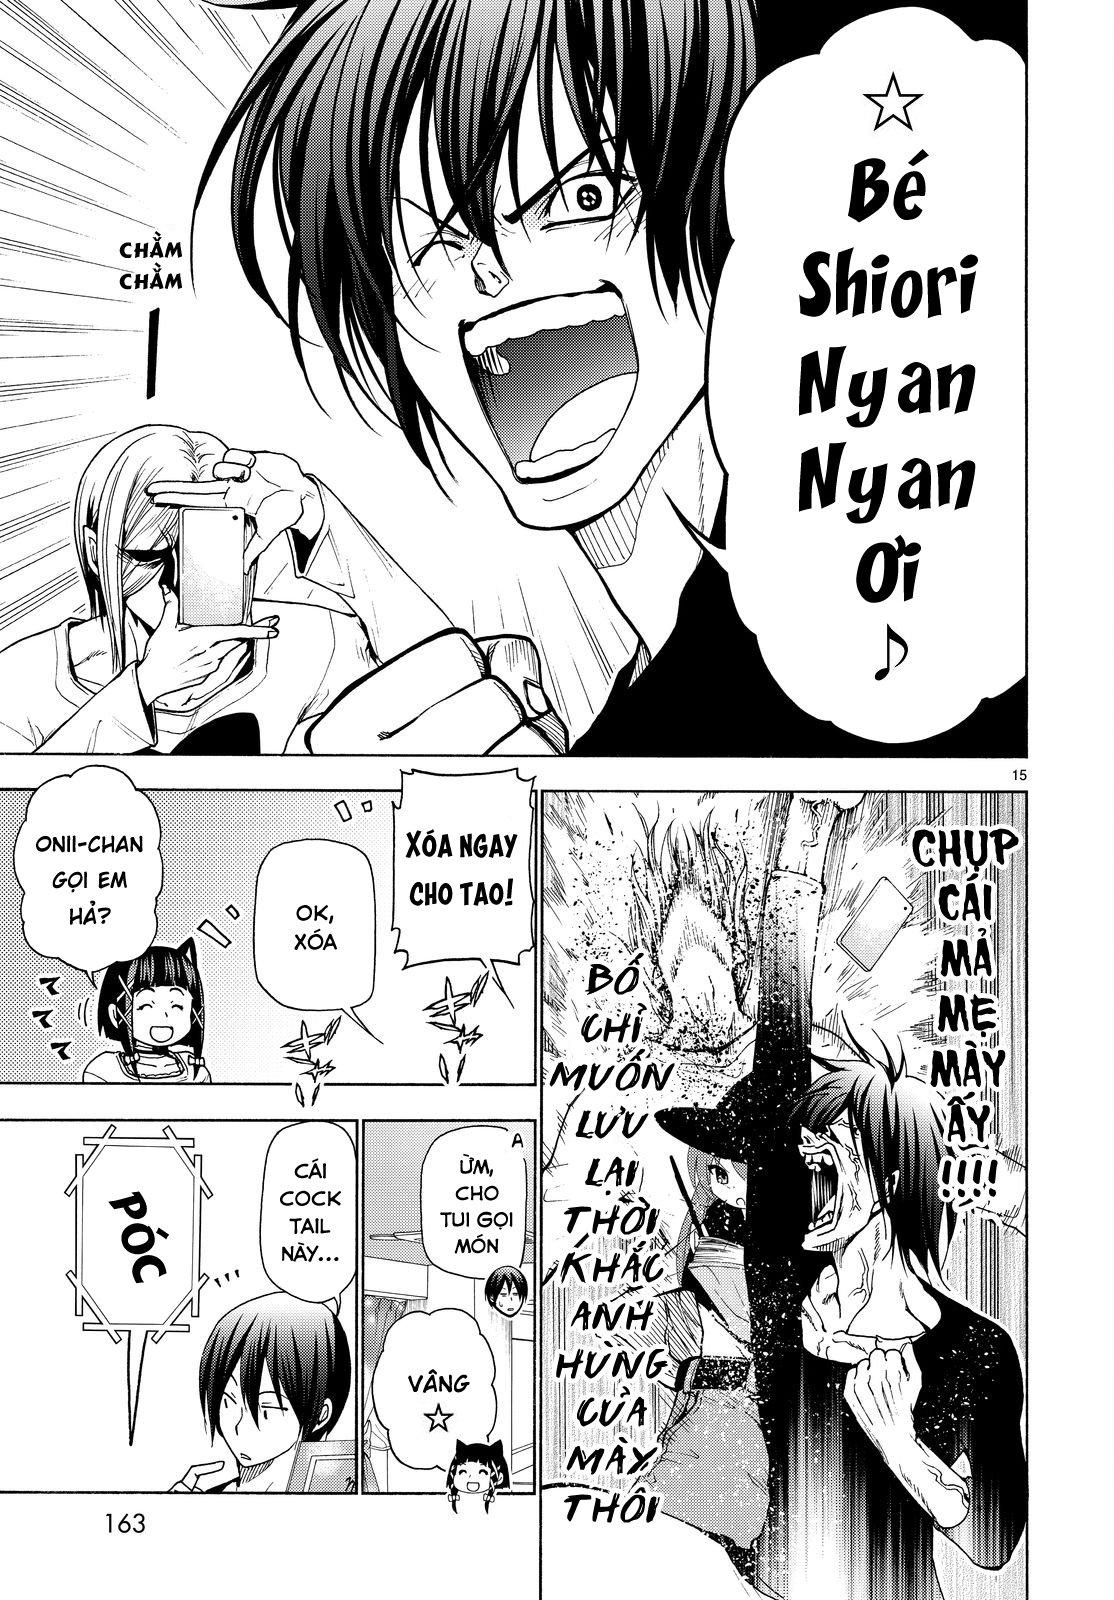 ☆
Bé
Shiori
Nyan
Nyan
Ơi
♪
CHẰM
CHẰM
15
CHỤP
CÁI
MẢ
MẸ
MÀY
ẤY
!!!!
BỐ
CHỈ
MUỐN
LƯU
LẠI
THỜI
KHẮC
ANH
HÙNG
CỦA
MÀY
THÔI
XÓA NGAY
CHO TAO!
OK,
XÓA
ONII-CHAN
GỌI EM
HẢ?
A
ỪM,
CHO
TUI GỌI
MÓN
VÂNG
☆
CÁI
COCK
TAIL
NÀY...
PÓC
163